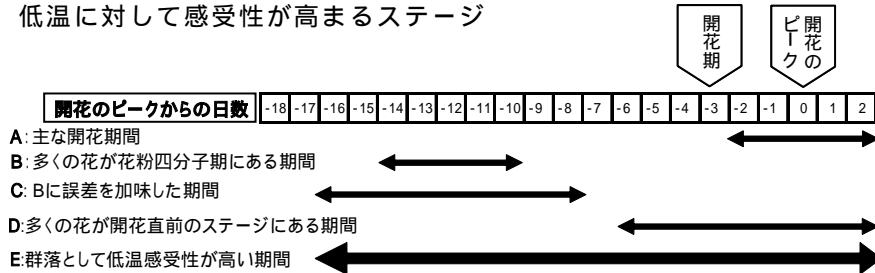 低温に対して感受性が高まるステージ
開花期
開花の
ピーク
開花のピークからの日数 -18 -17 -16 -15 -14 -13 -12 -11 -10 -9 -8 -7 -6 -5 -4 -3 -2 -1 0 1 2
A:主な開花期間
B:多くの花が花粉四分子期にある期間
C: Bに誤差を加味した期間
D:多くの花が開花直前のステージにある期間
E:群落として低温感受性が高い期間